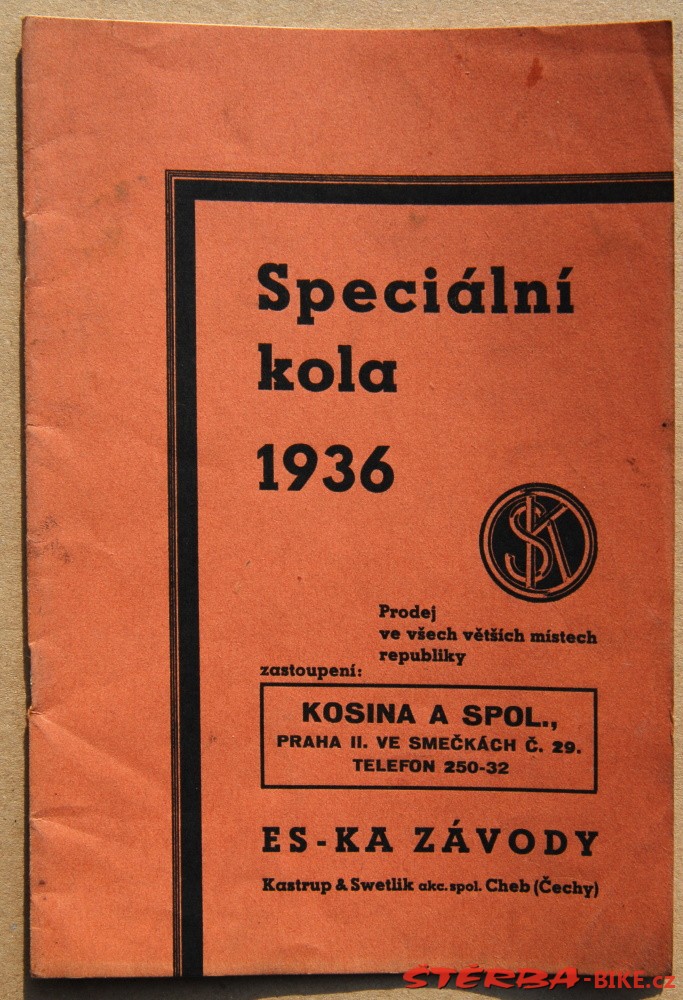 Speciální
kola
1936
SK
Prodej
ve všech větších místech
republiky
zastoupení:
KOSINA A SPOL.,
PRAHA II. VE SMEČKÁCH Č. 29.
TELEFON 250-32
ES-KA ZÁVODY
Kastrup & Swetlik akc. spol. Cheb (Čechy)
ŠTĚRBA-BIKE.cz